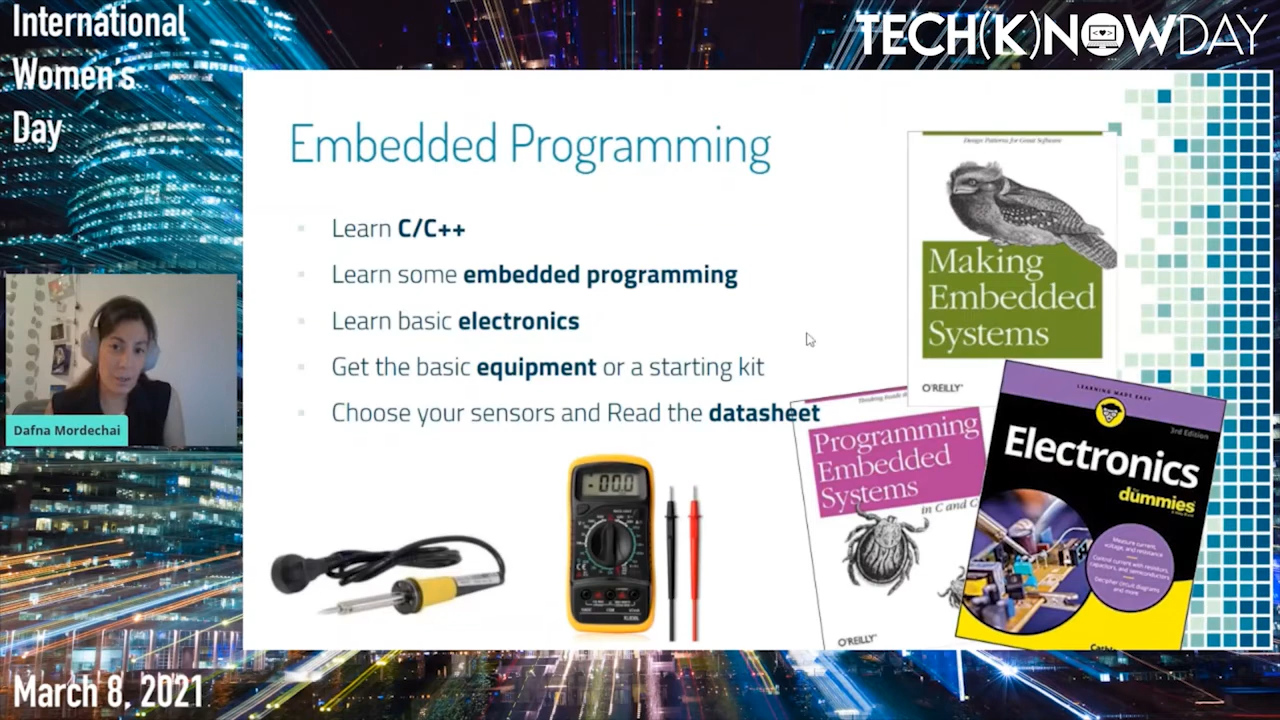 International
Women's
Day
TECH(K)NOWDAY
Embedded Programming
Learn C/C++
Learn some embedded programming
Learn basic electronics
Get the basic equipment or a starting kit
Choose your sensors and Read the datasheet
Design Patterns for Great Software
Making
Embedded
Systems
O'REILLY
Programming
Embedded
Systems
in C and C
O'REILLY
LEARNING MADE EASY
3rd Edition
Electronics
for
dummies
Measure current,
voltage, and resistance
Control current with resistors,
capacitors, and semiconductors
Decipher circuit diagrams
and more
-00.0
Dafna Mordechai
March 8, 2021